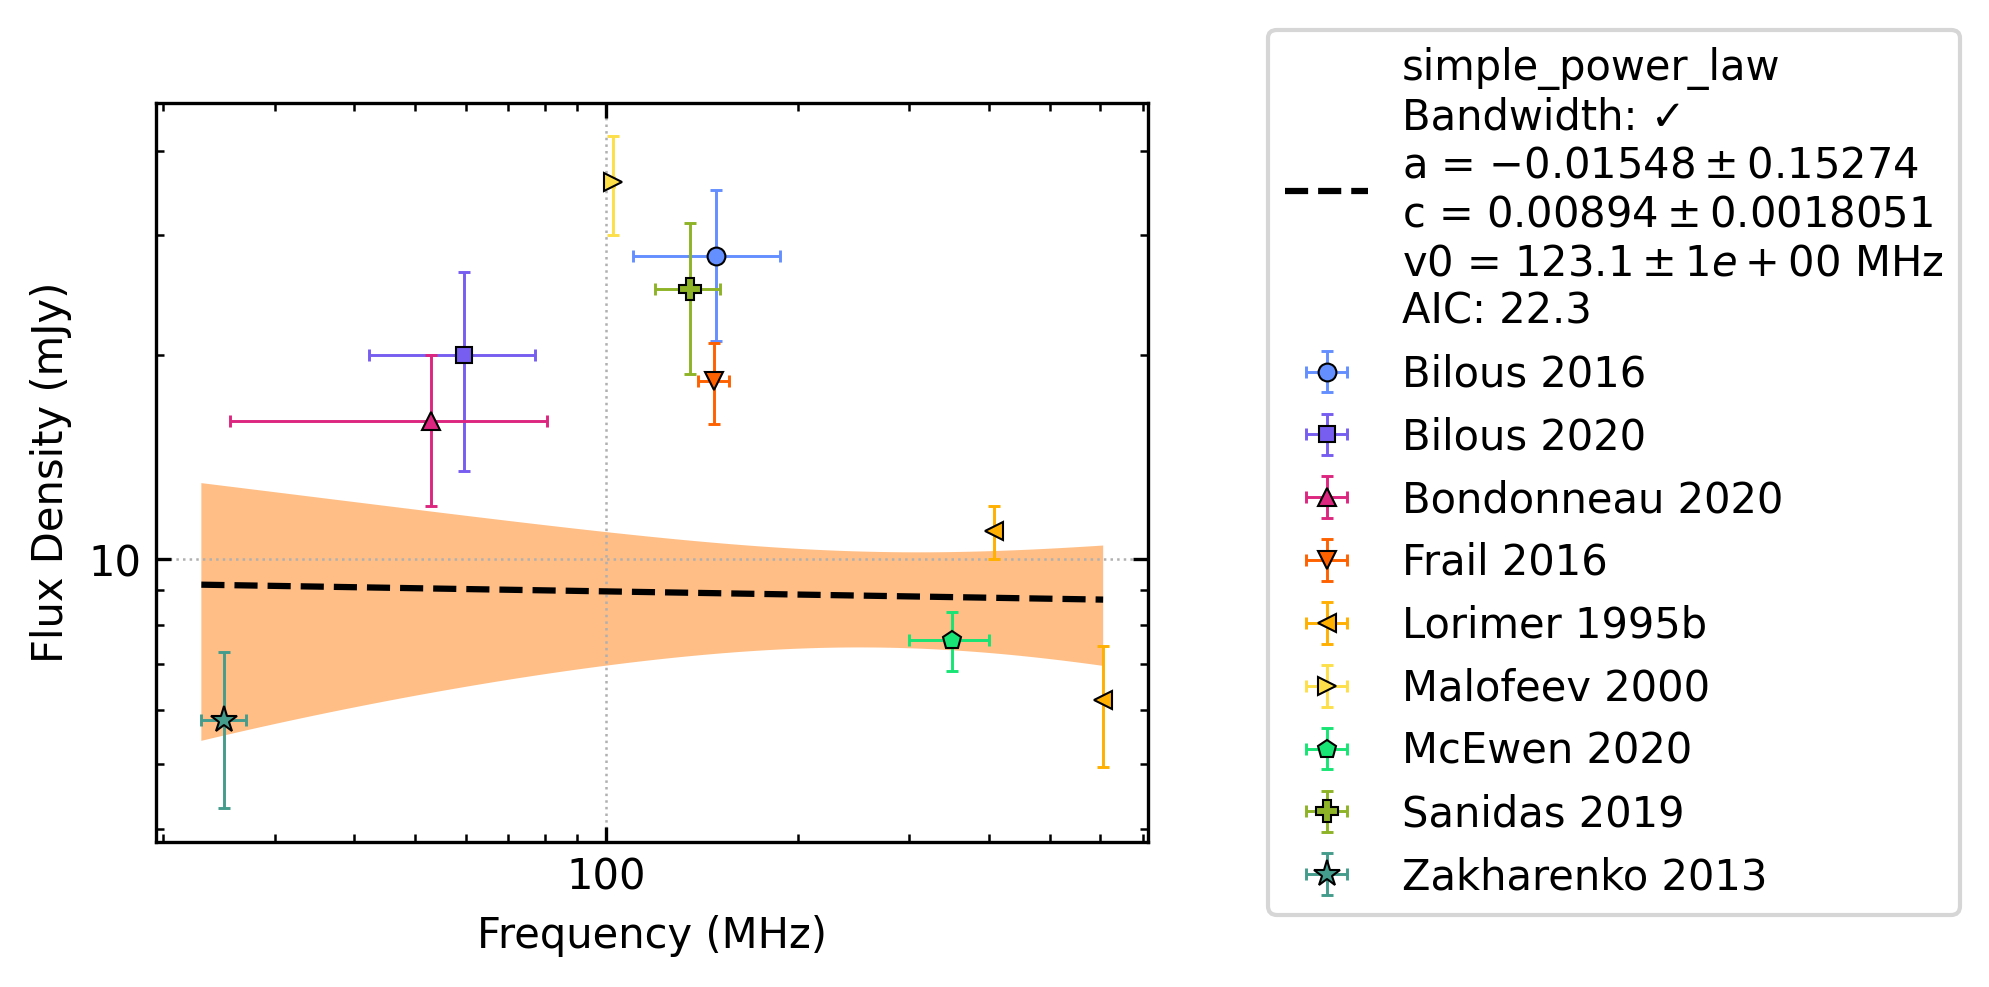 Flux Density (mJy)
10
100
Frequency (MHz)
simple_power_law
Bandwidth: ✓
a = −0.01548 ± 0.15274
c = 0.00894 ± 0.0018051
v0 = 123.1 ± 1e + 00 MHz
AIC: 22.3
Bilous 2016
Bilous 2020
Bondonneau 2020
Frail 2016
Lorimer 1995b
Malofeev 2000
McEwen 2020
Sanidas 2019
Zakharenko 2013